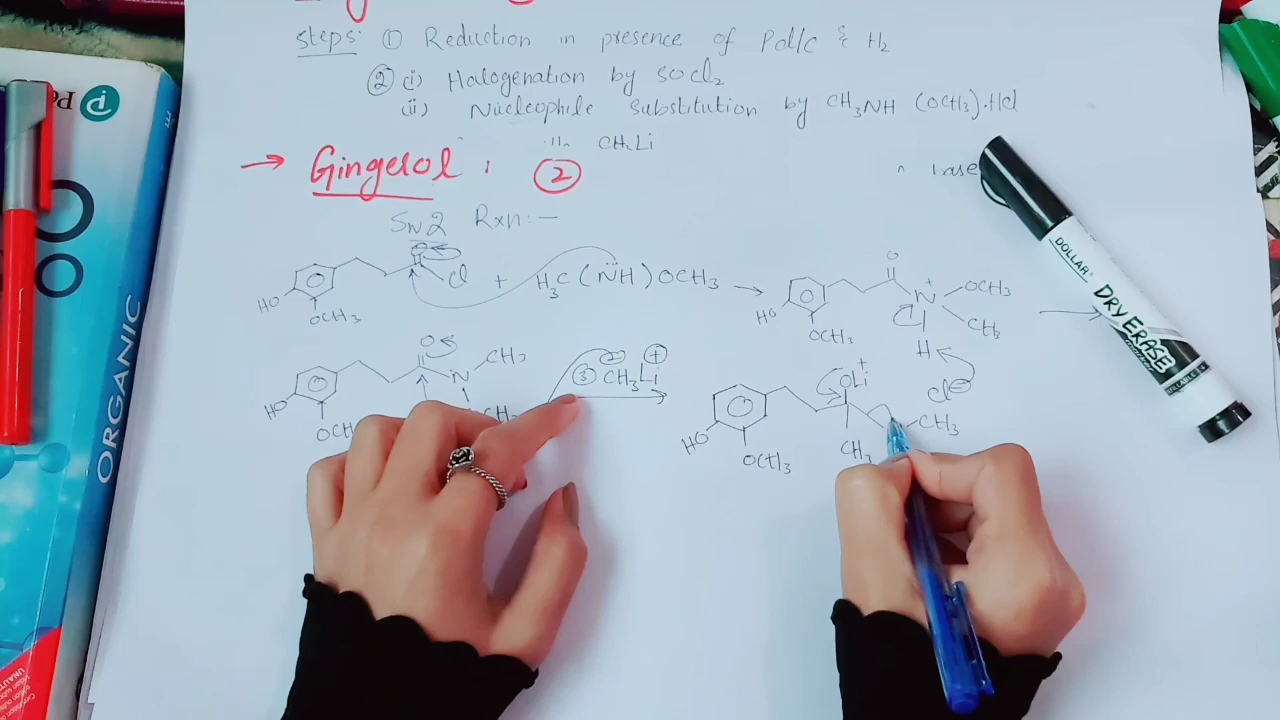 steps: ① Reduction in presence of Pd/C & H2
② (i) Halogenation by SOCl2
(ii) Nucleophile Substitution by CH3NH (OCH3)·HCl
CH3Li
→ Gingerol : ②
base
SN2 Rxn:—
O
Cl + H3C (N̈H) OCH3 →
HO
OCH3
O
N+ OCH3
CH3
H
HO
OCH3
Cl⊖
O
N CH3
HO
③ CH3Li +
OLi+
CH3
CH3
HO
OCH3
ORGANIC
DOLLAR
DRY ERASE